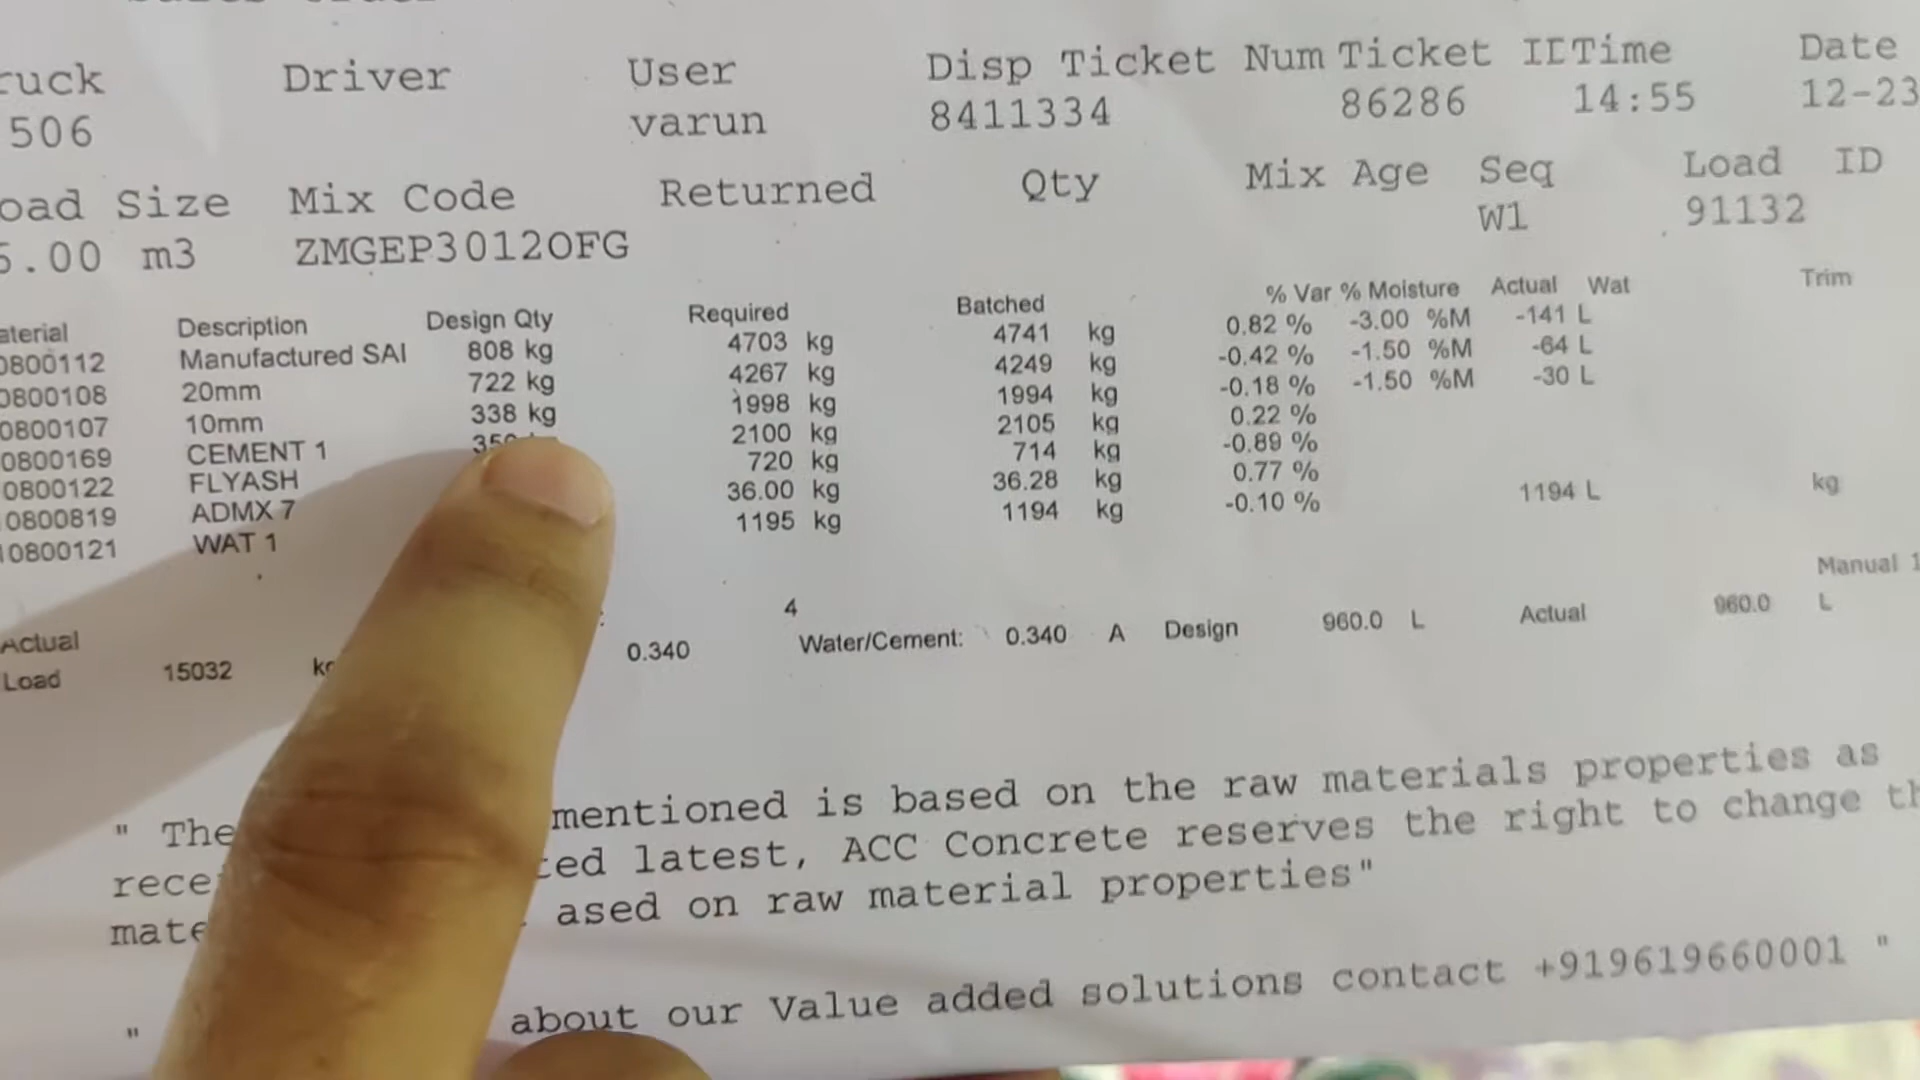 ruck Driver User Disp Ticket Num Ticket ID Time Date
506 varun 8411334 86286 14:55 12-23
oad Size Mix Code Returned Qty Mix Age Seq Load ID
5.00 m3 ZMGEP3012OFG W1 91132
aterial Description Design Qty Required Batched % Var % Moisture Actual Wat Trim
0800112 Manufactured SAI 808 kg 4703 kg 4741 kg 0.82 % -3.00 %M -141 L
0800108 20mm 722 kg 4267 kg 4249 kg -0.42 % -1.50 %M -64 L
0800107 10mm 338 kg 1998 kg 1994 kg -0.18 % -1.50 %M -30 L
0800169 CEMENT 1 2100 kg 2105 kg 0.22 %
0800122 FLYASH 720 kg 714 kg -0.89 %
0800819 ADMX 7 36.00 kg 36.28 kg 0.77 %
10800121 WAT 1 1195 kg 1194 kg -0.10 % 1194 L kg
Actual 4 Manual 1
Load 15032 0.340 Water/Cement: 0.340 A Design 960.0 L Actual 960.0 L
" The mentioned is based on the raw materials properties as
latest, ACC Concrete reserves the right to change
on raw material properties"
" about our Value added solutions contact +919619660001 "